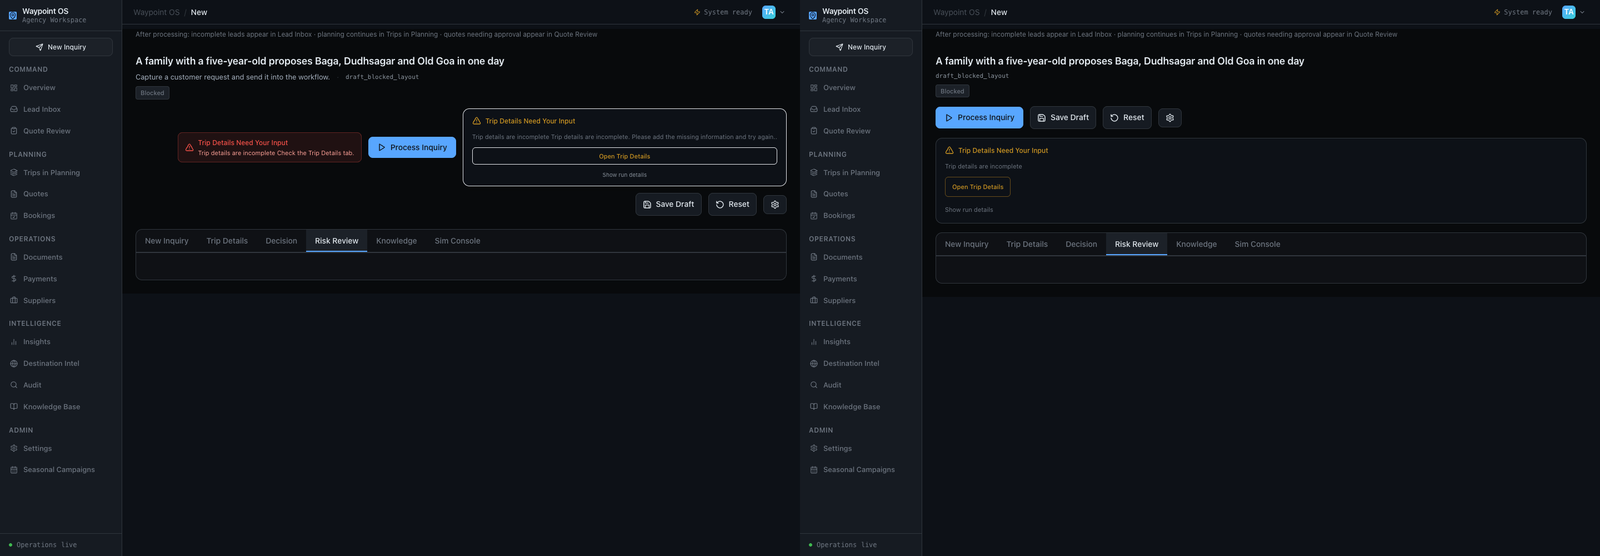 Waypoint OS
Agency Workspace
New Inquiry
COMMAND
Overview
Lead Inbox
Quote Review
PLANNING
Trips in Planning
Quotes
Bookings
OPERATIONS
Documents
Payments
Suppliers
INTELLIGENCE
Insights
Destination Intel
Audit
Knowledge Base
ADMIN
Settings
Seasonal Campaigns
Operations live
Waypoint OS / New
System ready
TA
After processing: incomplete leads appear in Lead Inbox · planning continues in Trips in Planning · quotes needing approval appear in Quote Review
A family with a five-year-old proposes Baga, Dudhsagar and Old Goa in one day
Capture a customer request and send it into the workflow. draft_blocked_layout
Blocked
Trip Details Need Your Input
Trip details are incomplete Check the Trip Details tab.
Process Inquiry
Trip Details Need Your Input
Trip details are incomplete Trip details are incomplete. Please add the missing information and try again...
Open Trip Details
Show run details
Save Draft
Reset
New Inquiry Trip Details Decision Risk Review Knowledge Sim Console
Waypoint OS
Agency Workspace
New Inquiry
COMMAND
Overview
Lead Inbox
Quote Review
PLANNING
Trips in Planning
Quotes
Bookings
OPERATIONS
Documents
Payments
Suppliers
INTELLIGENCE
Insights
Destination Intel
Audit
Knowledge Base
ADMIN
Settings
Seasonal Campaigns
Operations live
Waypoint OS / New
System ready
TA
After processing: incomplete leads appear in Lead Inbox · planning continues in Trips in Planning · quotes needing approval appear in Quote Review
A family with a five-year-old proposes Baga, Dudhsagar and Old Goa in one day
draft_blocked_layout
Blocked
Process Inquiry
Save Draft
Reset
Trip Details Need Your Input
Trip details are incomplete
Open Trip Details
Show run details
New Inquiry Trip Details Decision Risk Review Knowledge Sim Console